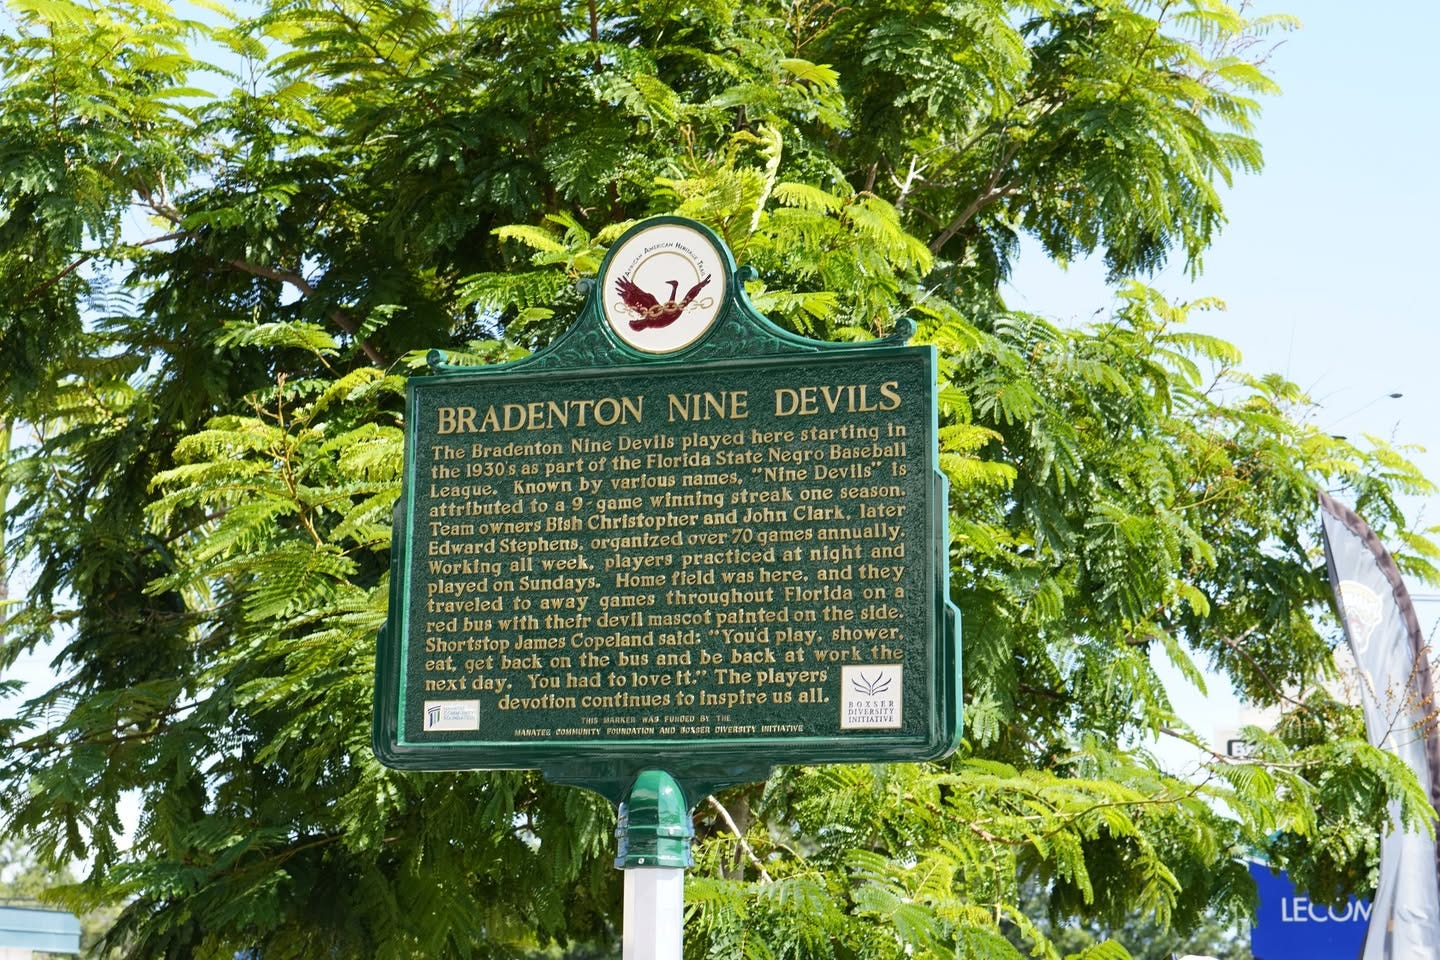 AFRICAN AMERICAN HERITAGE TRAIL
BRADENTON NINE DEVILS
The Bradenton Nine Devils played here starting in
the 1930's as part of the Florida State Negro Baseball
League. Known by various names, "Nine Devils" is
attributed to a 9-game winning streak one season.
Team owners Bish Christopher and John Clark, later
Edward Stephens, organized over 70 games annually.
Working all week, players practiced at night and
played on Sundays. Home field was here, and they
traveled to away games throughout Florida on a
red bus with their devil mascot painted on the side.
Shortstop James Copeland said: "You'd play, shower,
eat, get back on the bus and be back at work the
next day. You had to love it." The players
devotion continues to inspire us all.
MANATEE
COMMUNITY
FOUNDATION
BOXSER
DIVERSITY
INITIATIVE
THIS MARKER WAS FUNDED BY THE
MANATEE COMMUNITY FOUNDATION AND BOXSER DIVERSITY INITIATIVE
LECOM